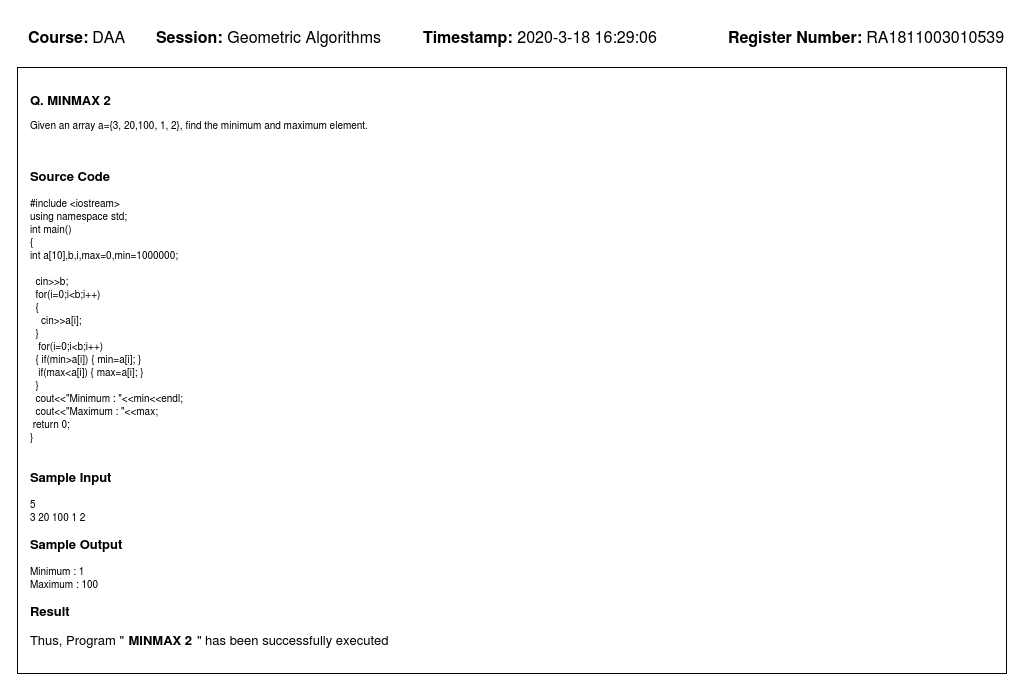 Course: DAA Session: Geometric Algorithms Timestamp: 2020-3-18 16:29:06 Register Number: RA1811003010539
Q. MINMAX 2
Given an array a={3, 20,100, 1, 2}, find the minimum and maximum element.
Source Code
#include <iostream>
using namespace std;
int main()
{
int a[10],b,i,max=0,min=1000000;
cin>>b;
for(i=0;i<b;i++)
{
cin>>a[i];
}
for(i=0;i<b;i++)
{ if(min>a[i]) { min=a[i]; }
if(max<a[i]) { max=a[i]; }
}
cout<<"Minimum : "<<min<<endl;
cout<<"Maximum : "<<max;
return 0;
}
Sample Input
5
3 20 100 1 2
Sample Output
Minimum : 1
Maximum : 100
Result
Thus, Program " MINMAX 2 " has been successfully executed